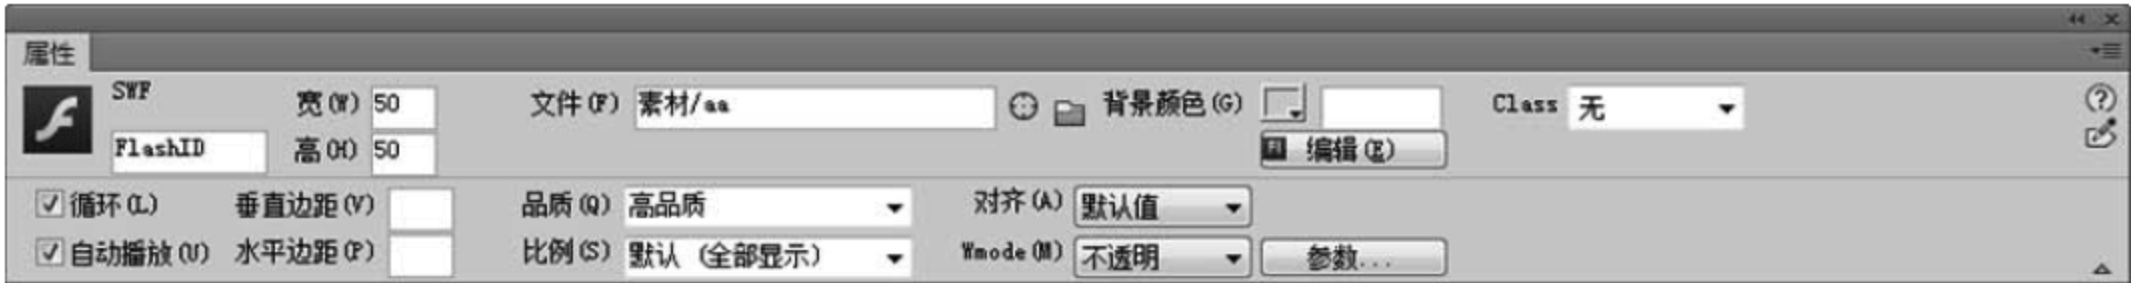 属性
SWF 宽(W) 50 文件(F) 素材/aa 背景颜色(G) Class 无
FlashID 高(H) 50 编辑(E)
循环(L) 垂直边距(V) 品质(Q) 高品质 对齐(A) 默认值
自动播放(U) 水平边距(P) 比例(S) 默认 (全部显示) Wmode(M) 不透明 参数...